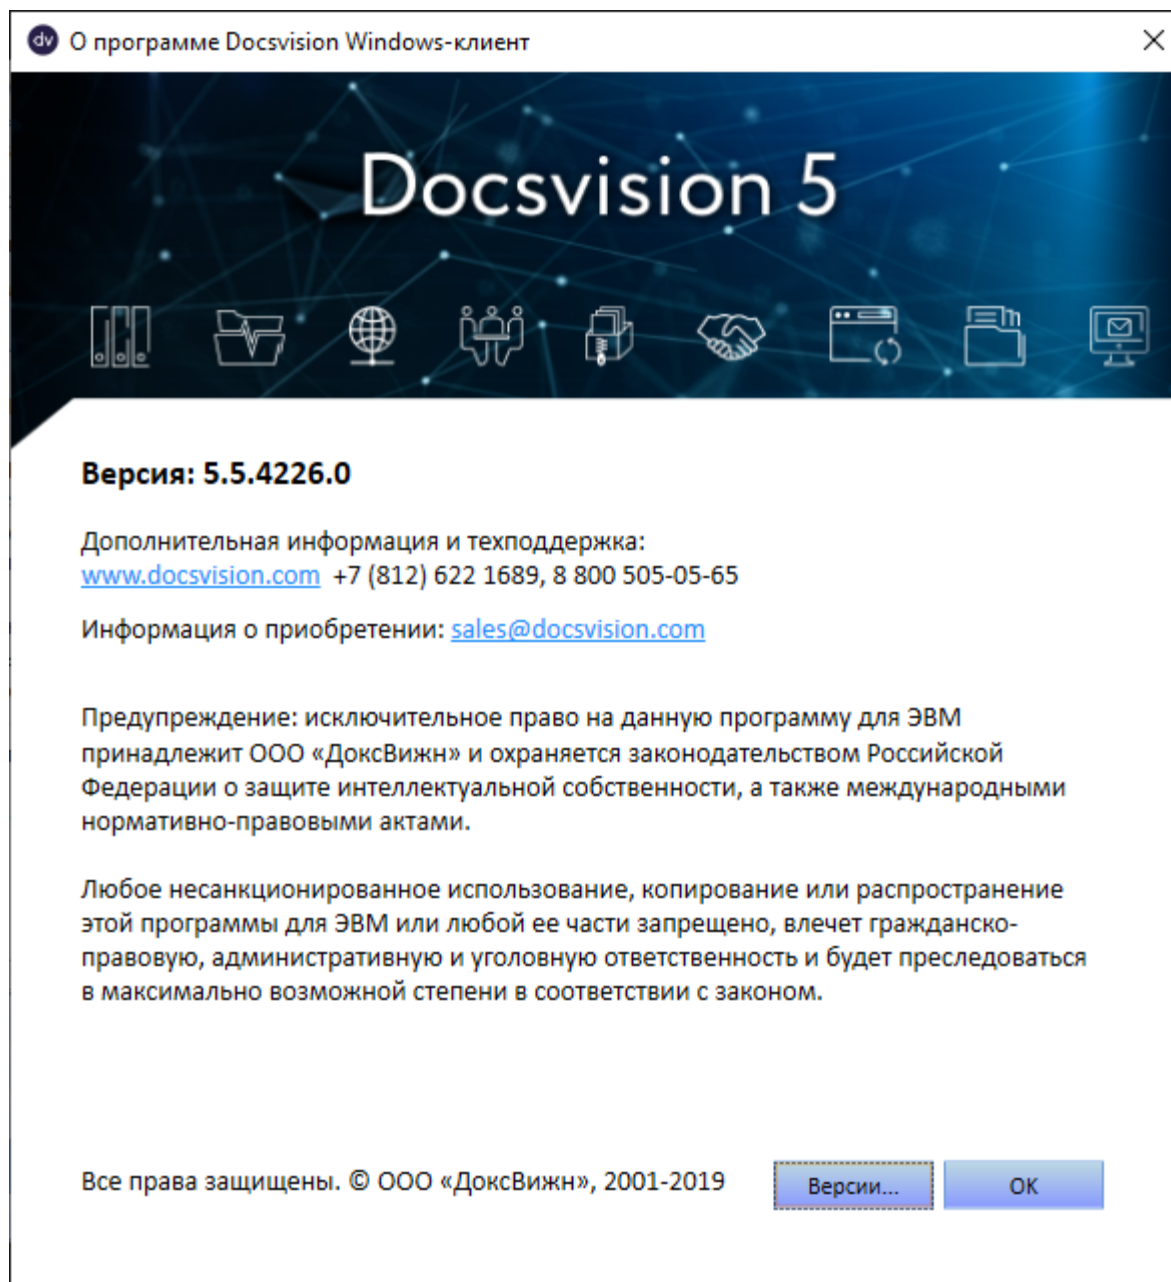 dv О программе Docsvision Windows-клиент
Docsvision 5
Версия: 5.5.4226.0
Дополнительная информация и техподдержка:
www.docsvision.com +7 (812) 622 1689, 8 800 505-05-65
Информация о приобретении: sales@docsvision.com
Предупреждение: исключительное право на данную программу для ЭВМ
принадлежит ООО «ДоксВижн» и охраняется законодательством Российской
Федерации о защите интеллектуальной собственности, а также международными
нормативно-правовыми актами.
Любое несанкционированное использование, копирование или распространение
этой программы для ЭВМ или любой ее части запрещено, влечет гражданско-
правовую, административную и уголовную ответственность и будет преследоваться
в максимально возможной степени в соответствии с законом.
Все права защищены. © ООО «ДоксВижн», 2001-2019
Версии... ОК